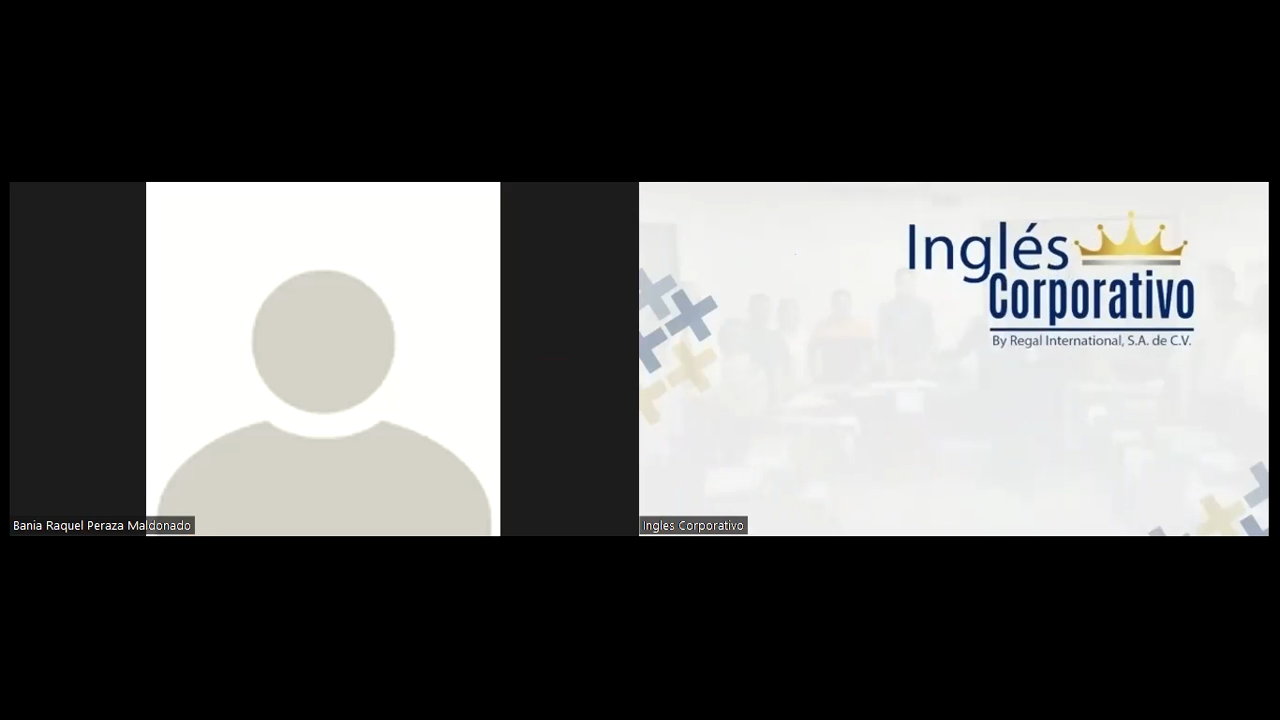 Inglés
Corporativo
By Regal International, S.A. de C.V.
Bania Raquel Peraza Maldonado
Ingles Corporativo